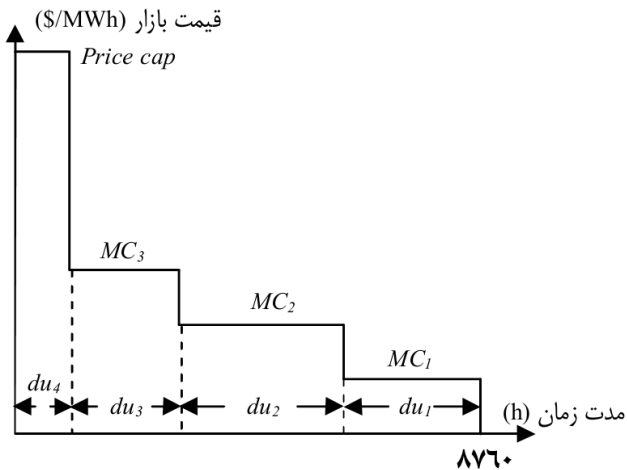 قیمت بازار ($/MWh)
Price cap
MC₃
MC₂
MC₁
du₄
du₃
du₂
du₁
مدت زمان (h)
۸۷۶۰